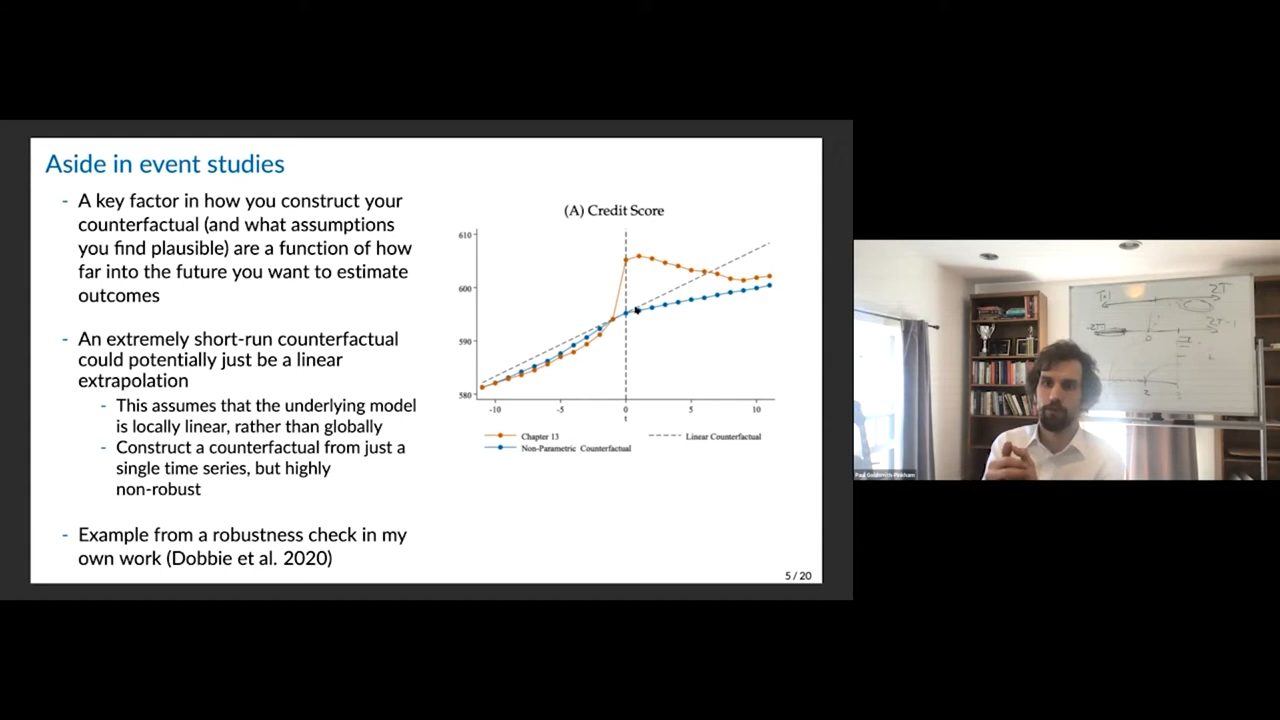 Aside in event studies
- A key factor in how you construct your
counterfactual (and what assumptions
you find plausible) are a function of how
far into the future you want to estimate
outcomes
- An extremely short-run counterfactual
could potentially just be a linear
extrapolation
- This assumes that the underlying model
is locally linear, rather than globally
- Construct a counterfactual from just a
single time series, but highly
non-robust
- Example from a robustness check in my
own work (Dobbie et al. 2020)
(A) Credit Score
610
600
590
580
-10 -5 0 5 10
t
Chapter 13
Linear Counterfactual
Non-Parametric Counterfactual
5 / 20
Paul Goldsmith-Pinkham